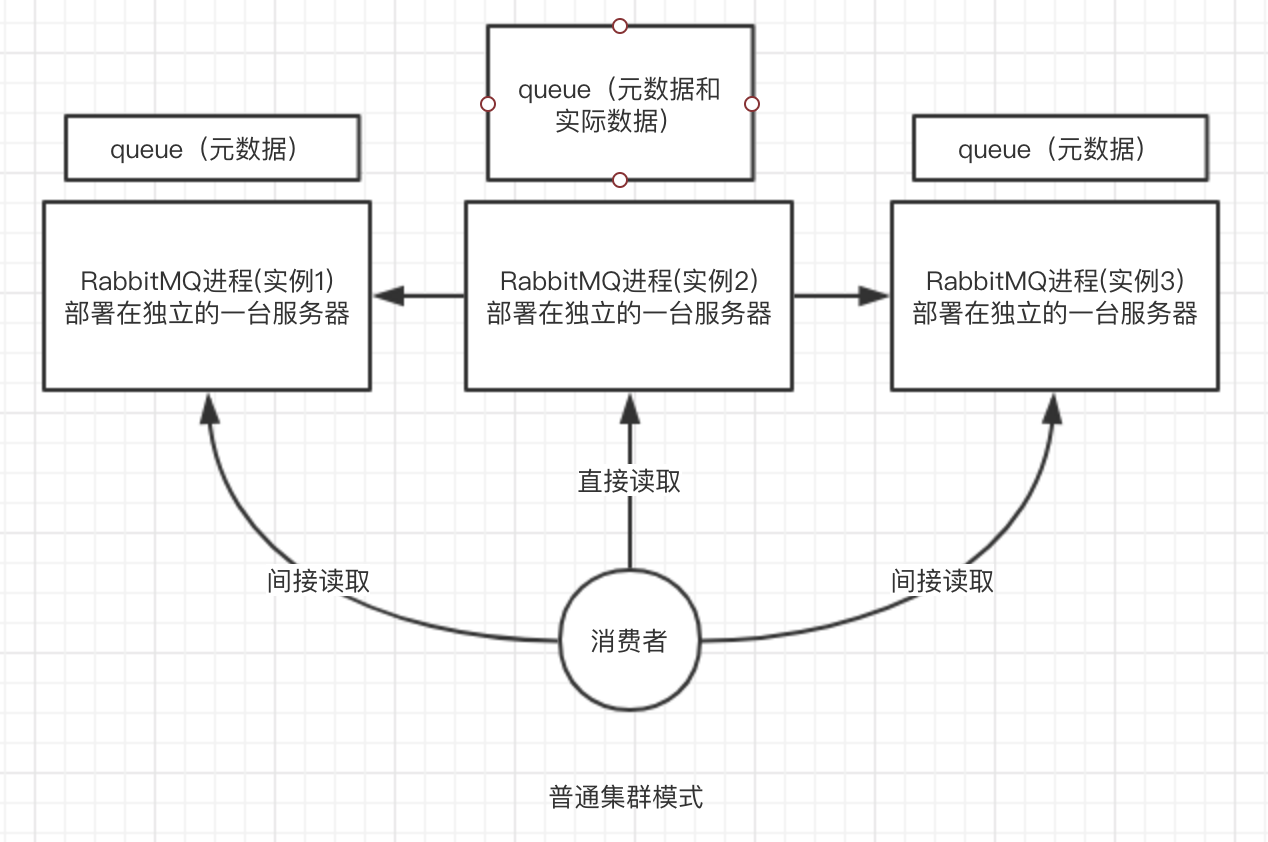 queue（元数据和
实际数据）
queue（元数据）
queue（元数据）
RabbitMQ进程(实例1)
部署在独立的一台服务器
RabbitMQ进程(实例2)
部署在独立的一台服务器
RabbitMQ进程(实例3)
部署在独立的一台服务器
直接读取
间接读取
间接读取
消费者
普通集群模式